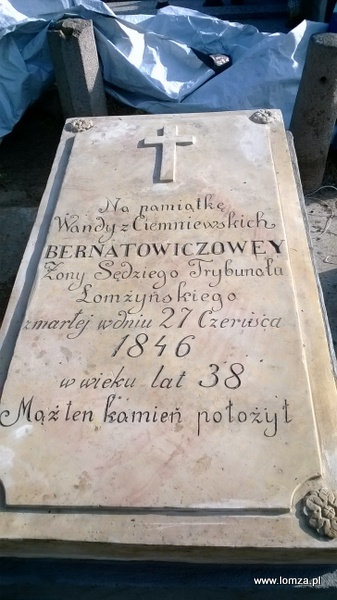 Na pamiątkę
Wandy z Ciemniewskich
BERNATOWICZOWEY
Żony Sędziego Trybunału
Łomżyńskiego
zmarłej w dniu 27 Czerwca
1846
w wieku lat 38
Mąż ten kamień położył
www.lomza.pl